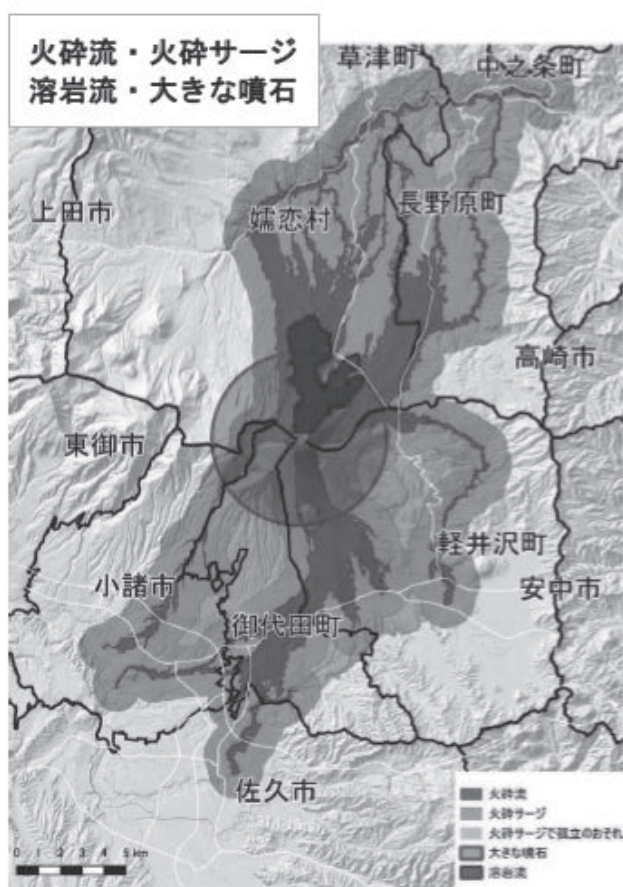 火砕流・火砕サージ
溶岩流・大きな噴石
草津町
中之条町
上田市
嬬恋村
長野原町
高崎市
東御市
軽井沢町
小諸市
安中市
御代田町
佐久市
火砕流
火砕サージ
火砕サージで孤立のおそれ
大きな噴石
溶岩流
0 1 2 3 4 5 km